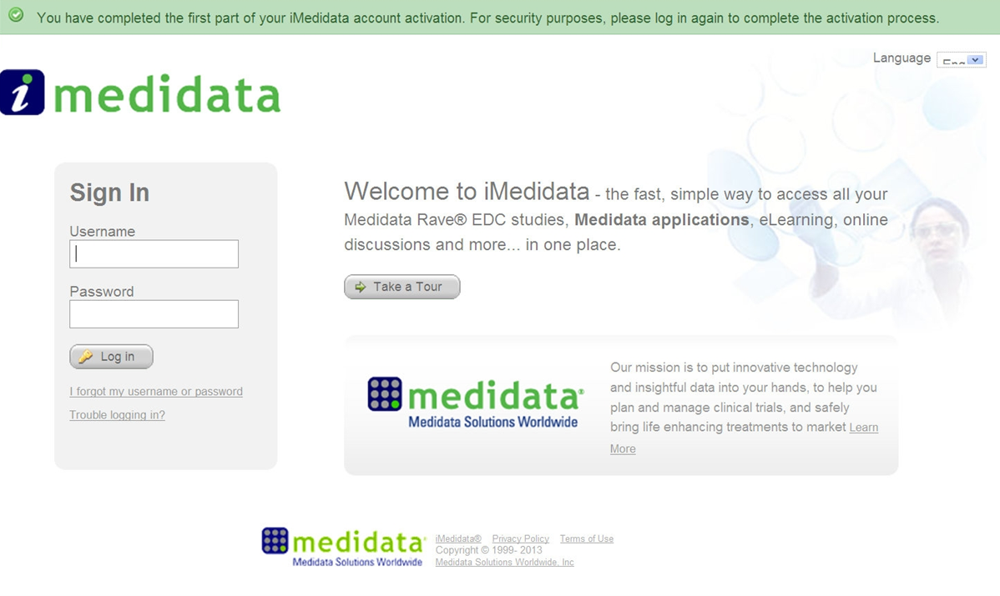 You have completed the first part of your iMedidata account activation. For security purposes, please log in again to complete the activation process.
Language
i medidata
Sign In
Username
Password
Log in
I forgot my username or password
Trouble logging in?
Welcome to iMedidata - the fast, simple way to access all your
Medidata Rave® EDC studies, Medidata applications, eLearning, online
discussions and more... in one place.
Take a Tour
medidata®
Medidata Solutions Worldwide
Our mission is to put innovative technology
and insightful data into your hands, to help you
plan and manage clinical trials, and safely
bring life enhancing treatments to market Learn
More
medidata
Medidata Solutions Worldwide
iMedidata® Privacy Policy Terms of Use
Copyright © 1999- 2013
Medidata Solutions Worldwide, Inc